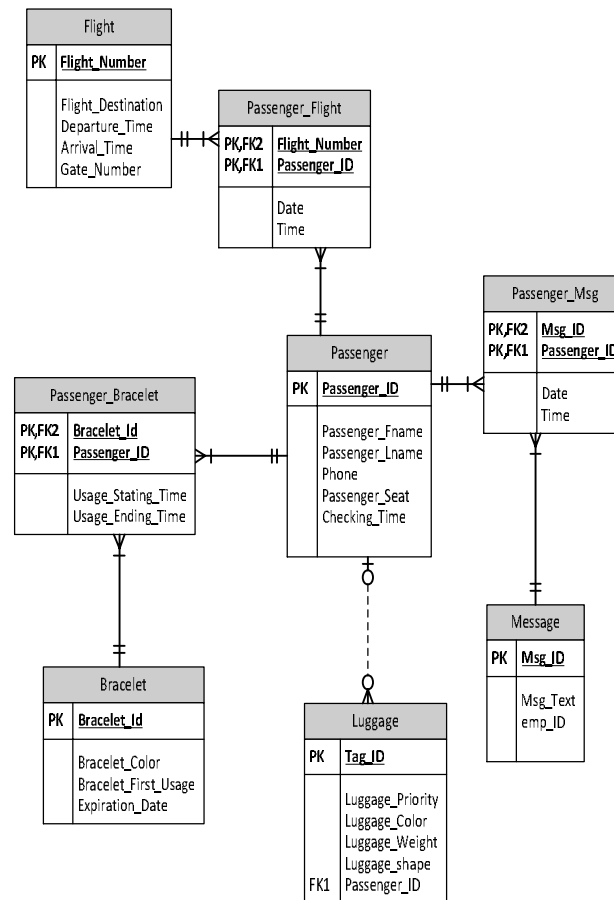 Flight
PK Flight_Number
Flight_Destination
Departure_Time
Arrival_Time
Gate_Number
Passenger_Flight
PK,FK2 Flight_Number
PK,FK1 Passenger_ID
Date
Time
Passenger_Msg
PK,FK2 Msg_ID
PK,FK1 Passenger_ID
Date
Time
Passenger
PK Passenger_ID
Passenger_Fname
Passenger_Lname
Phone
Passenger_Seat
Checking_Time
Passenger_Bracelet
PK,FK2 Bracelet_Id
PK,FK1 Passenger_ID
Usage_Stating_Time
Usage_Ending_Time
Message
PK Msg_ID
Msg_Text
emp_ID
Bracelet
PK Bracelet_Id
Bracelet_Color
Bracelet_First_Usage
Expiration_Date
Luggage
PK Tag_ID
Luggage_Priority
Luggage_Color
Luggage_Weight
Luggage_shape
FK1 Passenger_ID